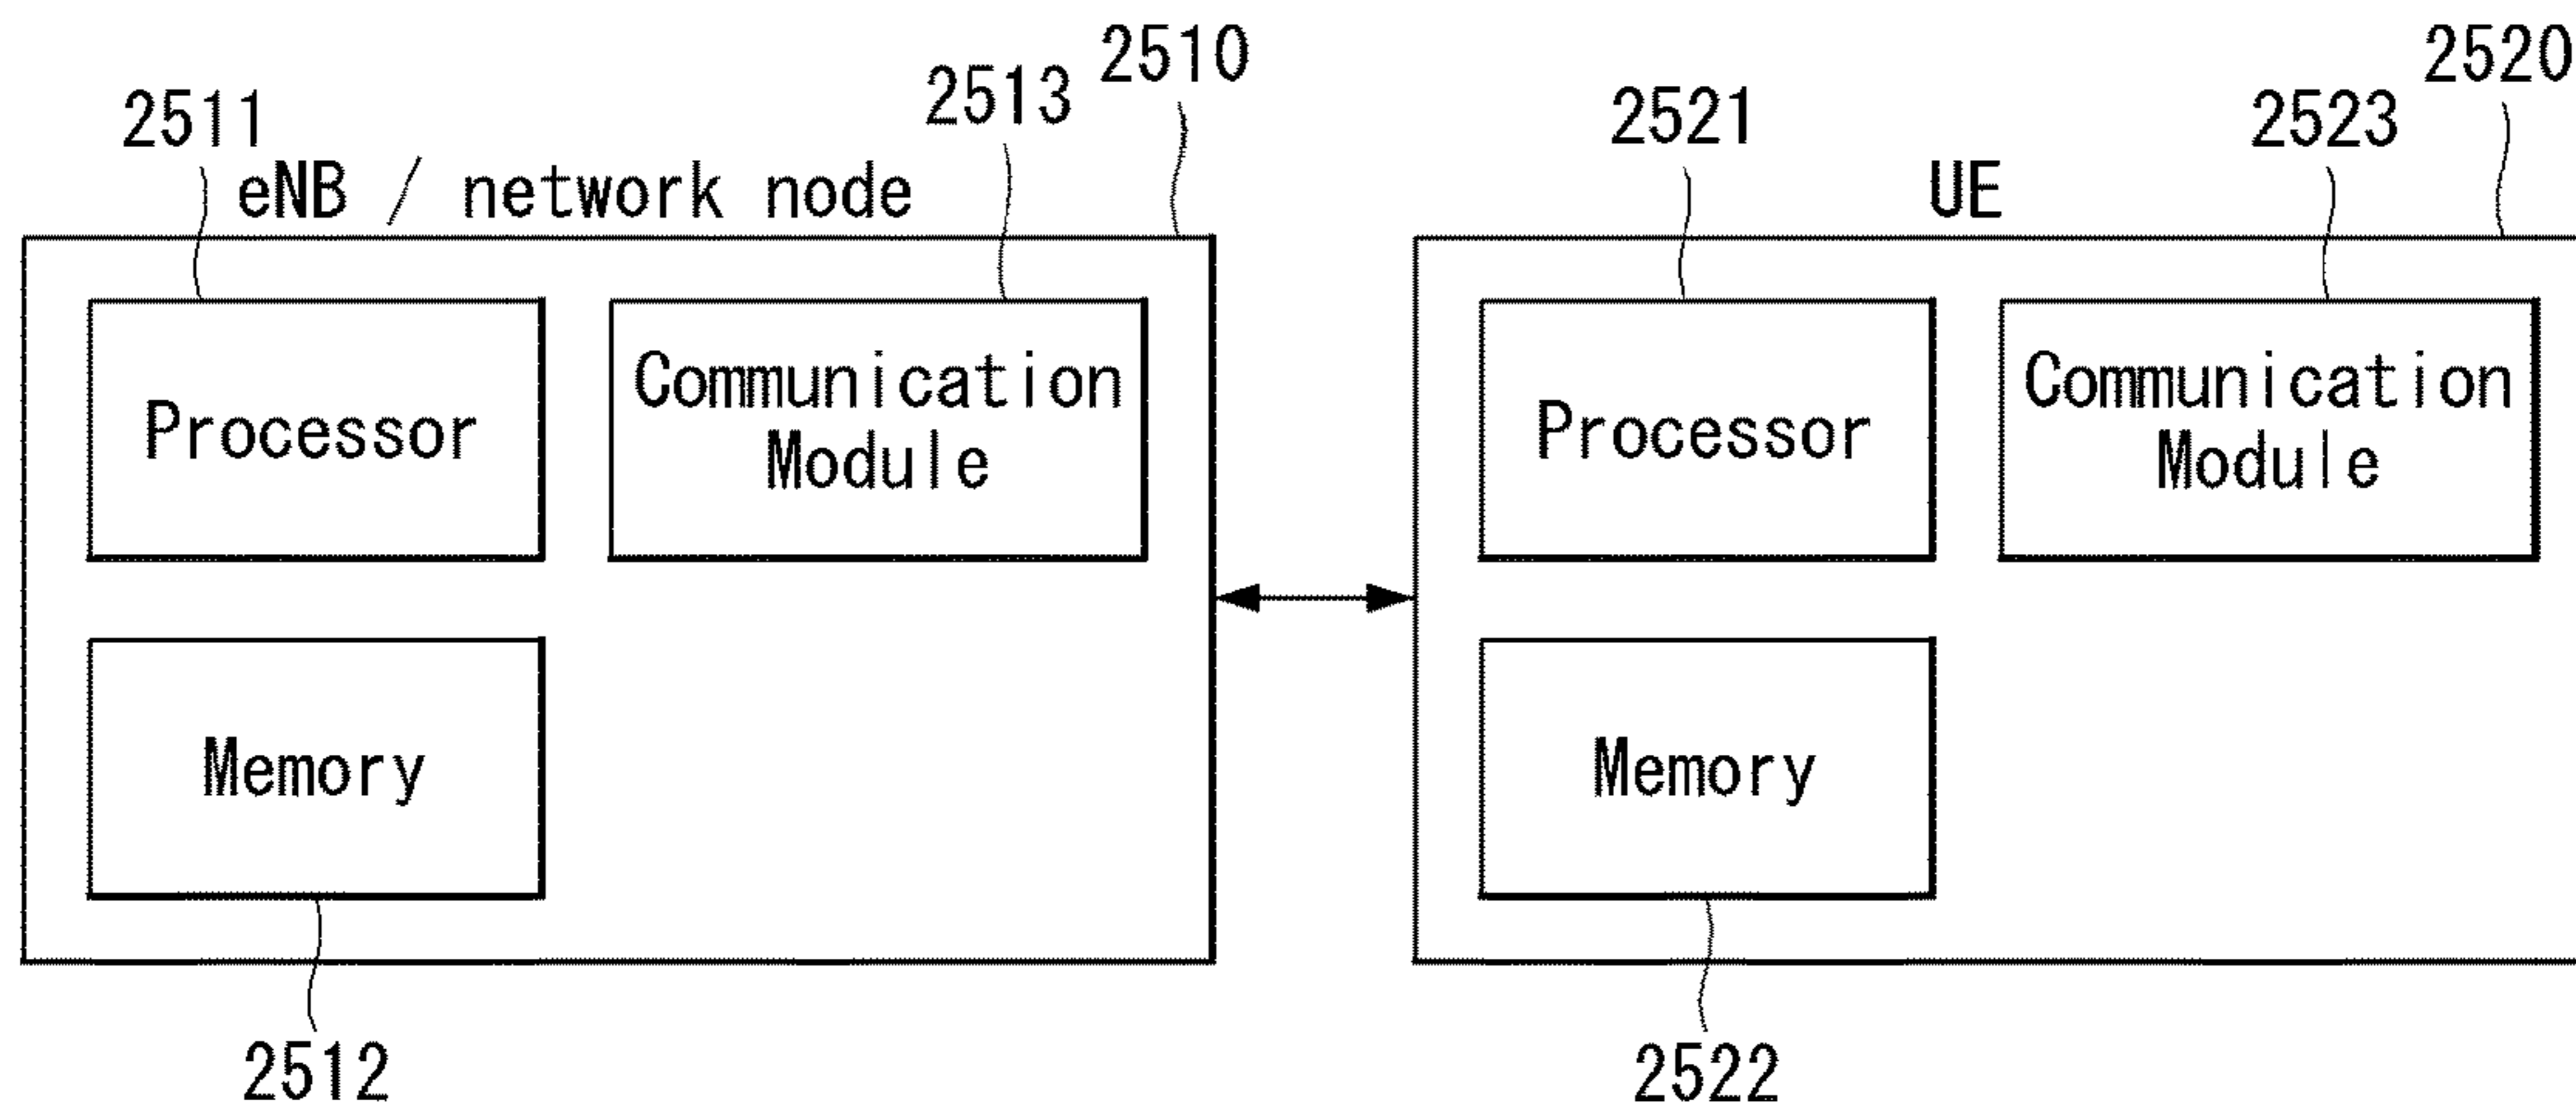 2510
2520
2513
2511
2521
2523
eNB / network node
UE
Processor
Communication
Module
Processor
Communication
Module
Memory
Memory
2512
2522